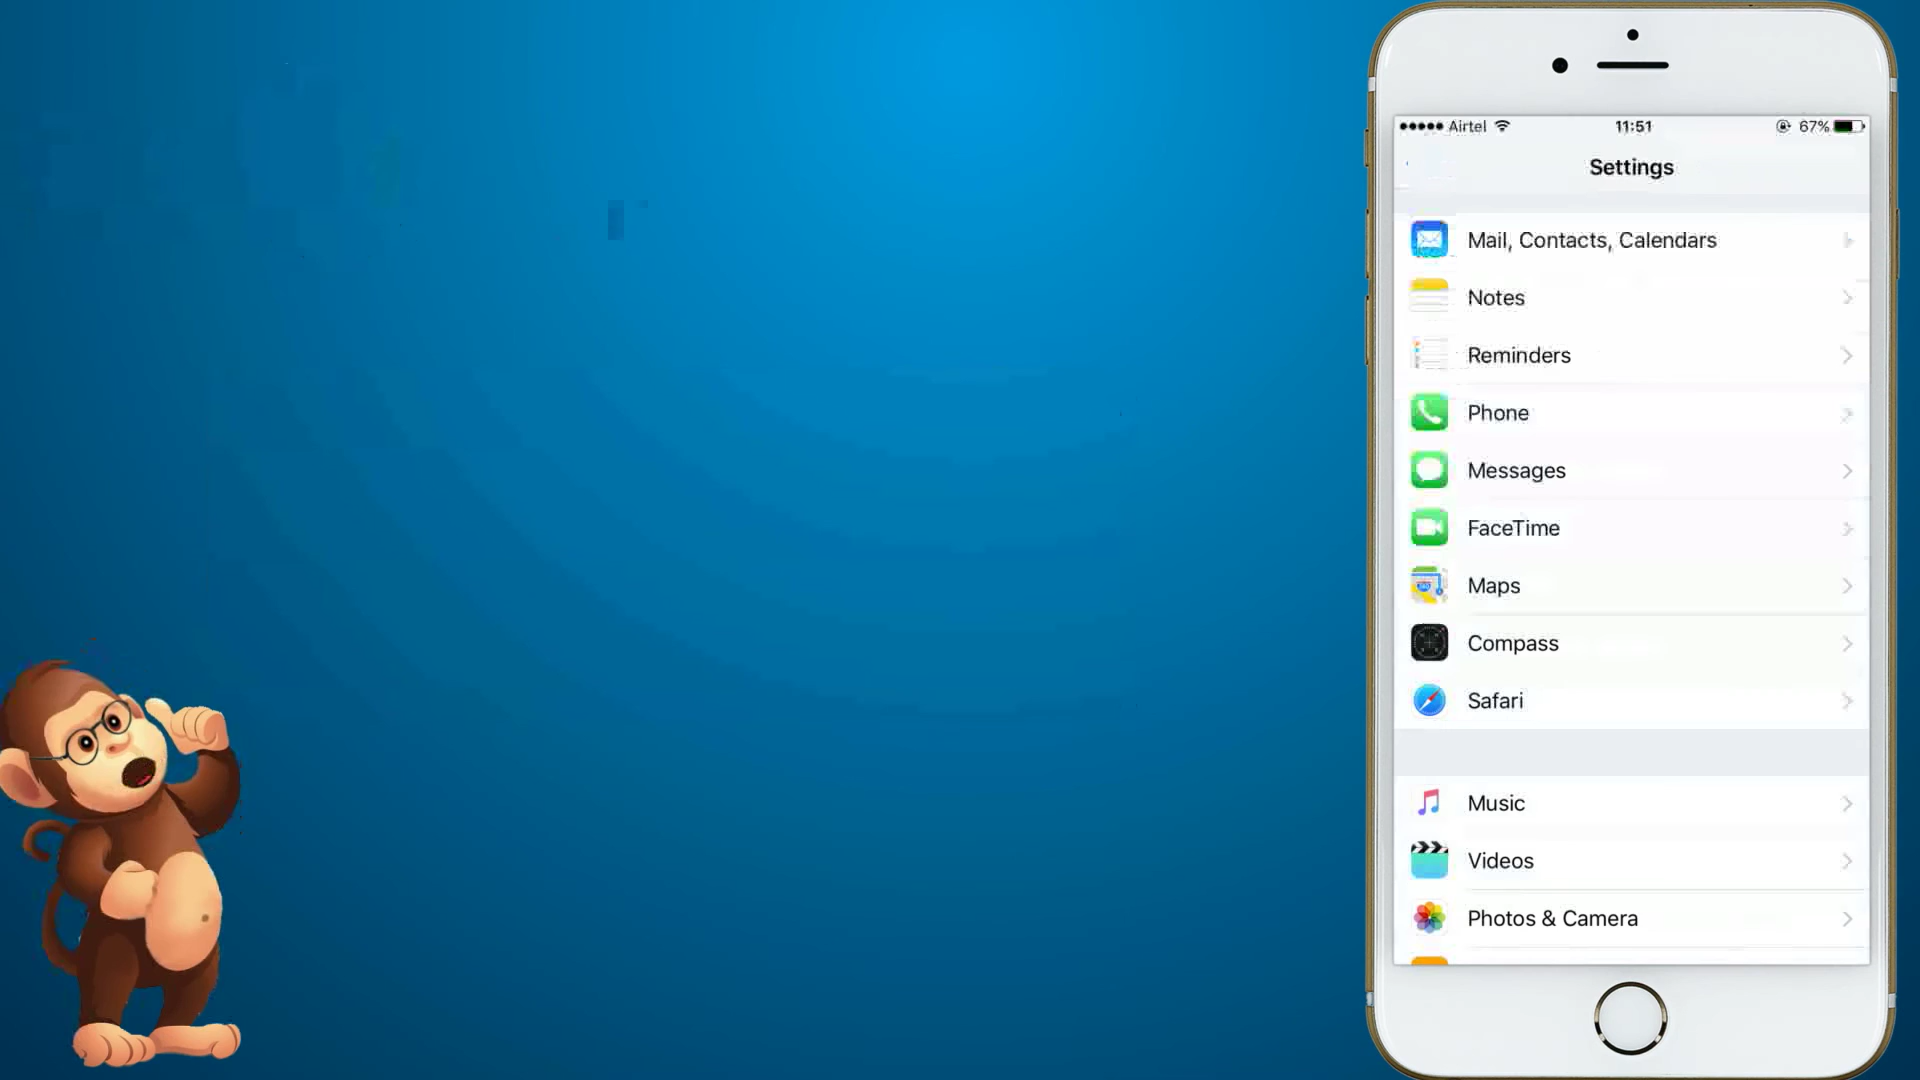 Airtel 11:51 67%
Settings
Mail, Contacts, Calendars
Notes
Reminders
Phone
Messages
FaceTime
Maps
Compass
Safari
Music
Videos
Photos & Camera